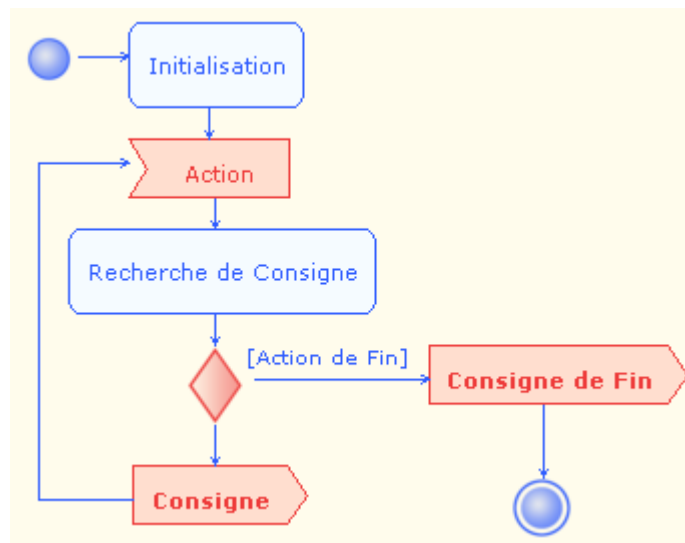 Initialisation
Action
Recherche de Consigne
[Action de Fin]
Consigne de Fin
Consigne